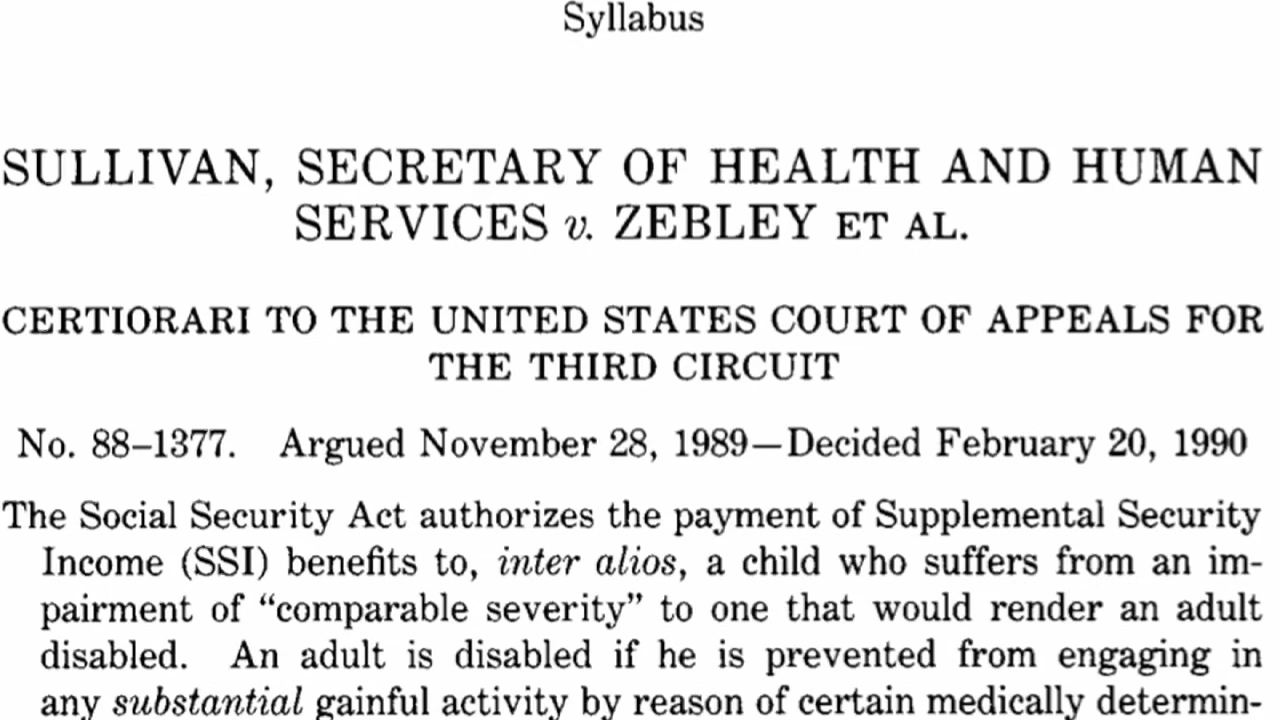 Syllabus
SULLIVAN, SECRETARY OF HEALTH AND HUMAN
SERVICES v. ZEBLEY ET AL.
CERTIORARI TO THE UNITED STATES COURT OF APPEALS FOR
THE THIRD CIRCUIT
No. 88–1377. Argued November 28, 1989—Decided February 20, 1990
The Social Security Act authorizes the payment of Supplemental Security
Income (SSI) benefits to, inter alios, a child who suffers from an im-
pairment of “comparable severity” to one that would render an adult
disabled. An adult is disabled if he is prevented from engaging in
any substantial gainful activity by reason of certain medically determin-